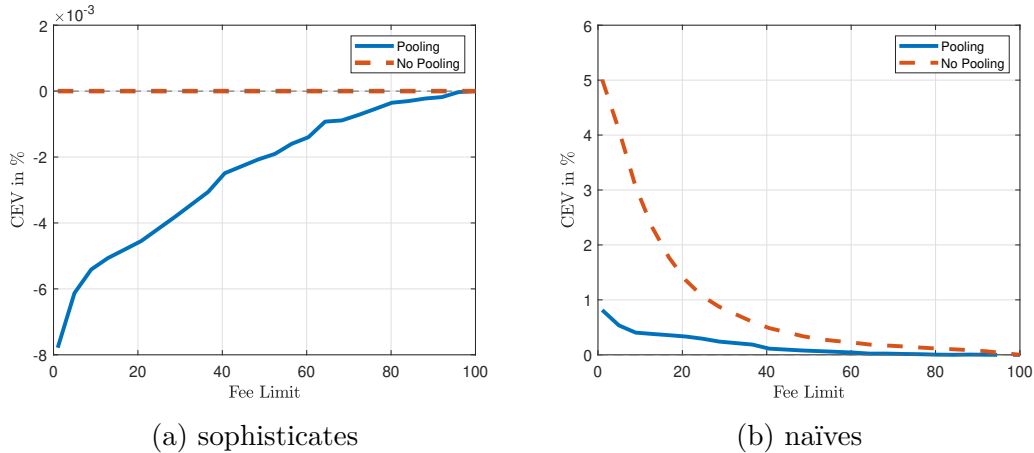 ×10⁻³
2
0
-2
-4
-6
-8
CEV in %
0 20 40 60 80 100
Fee Limit
Pooling
No Pooling
(a) sophisticates
6
5
4
3
2
1
0
CEV in %
0 20 40 60 80 100
Fee Limit
Pooling
No Pooling
(b) naïves